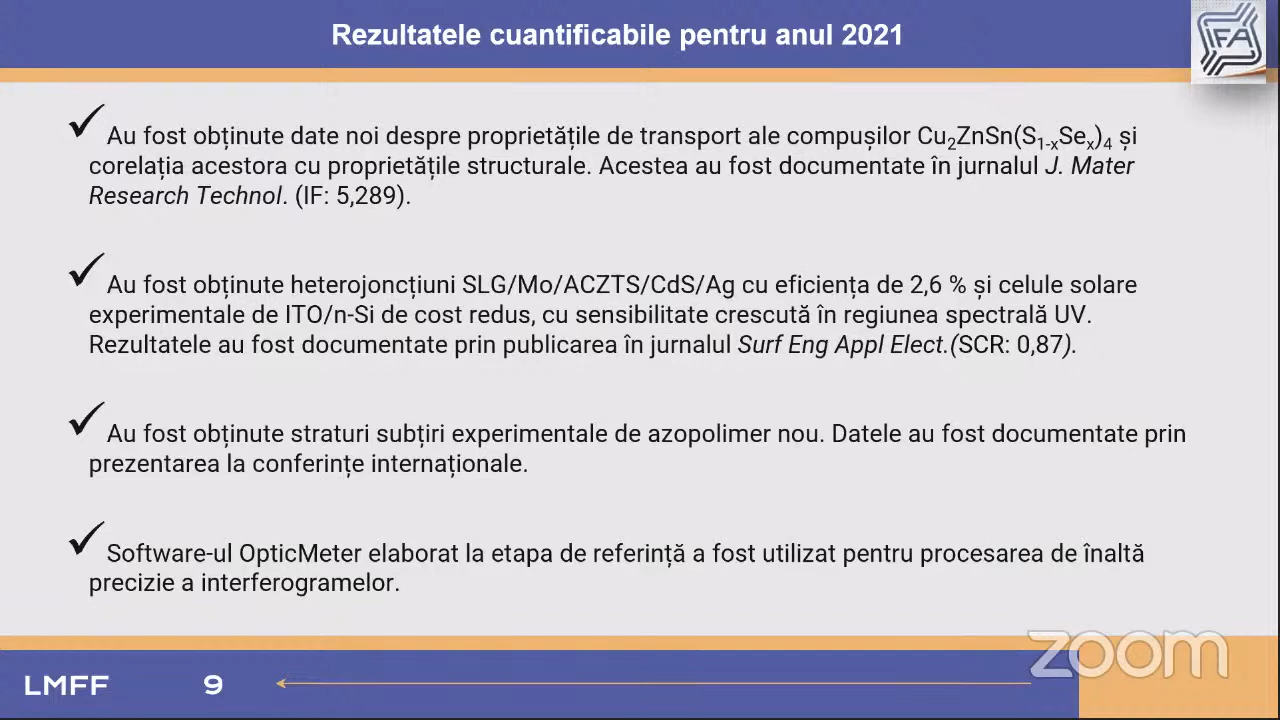 Rezultatele cuantificabile pentru anul 2021
IFA
Au fost obținute date noi despre proprietățile de transport ale compușilor Cu₂ZnSn(S₁₋ₓSeₓ)₄ și
corelația acestora cu proprietățile structurale. Acestea au fost documentate în jurnalul J. Mater
Research Technol. (IF: 5,289).
Au fost obținute heterojoncțiuni SLG/Mo/ACZTS/CdS/Ag cu eficiența de 2,6 % și celule solare
experimentale de ITO/n-Si de cost redus, cu sensibilitate crescută în regiunea spectrală UV.
Rezultatele au fost documentate prin publicarea în jurnalul Surf Eng Appl Elect.(SCR: 0,87).
Au fost obținute straturi subțiri experimentale de azopolimer nou. Datele au fost documentate prin
prezentarea la conferințe internaționale.
Software-ul OpticMeter elaborat la etapa de referință a fost utilizat pentru procesarea de înaltă
precizie a interferogramelor.
zoom
LMFF 9